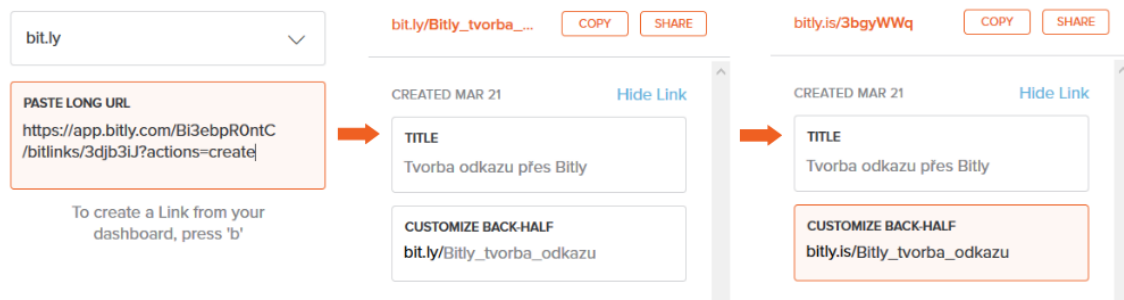 bit.ly
PASTE LONG URL
https://app.bitly.com/Bi3ebpR0ntC
/bitlinks/3djb3iJ?actions=create
To create a Link from your
dashboard, press 'b'
bit.ly/Bitly_tvorba_...
COPY
SHARE
CREATED MAR 21
Hide Link
TITLE
Tvorba odkazu přes Bitly
CUSTOMIZE BACK-HALF
bit.ly/Bitly_tvorba_odkazu
bitly.is/3bgyWWq
COPY
SHARE
CREATED MAR 21
Hide Link
TITLE
Tvorba odkazu přes Bitly
CUSTOMIZE BACK-HALF
bitly.is/Bitly_tvorba_odkazu